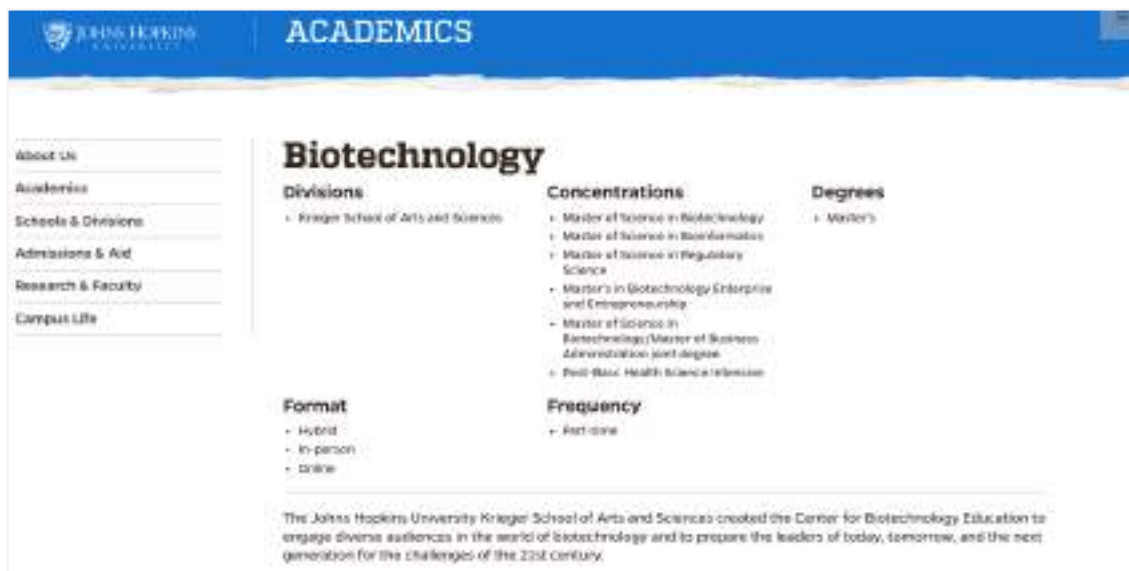 JOHNS HOPKINS
UNIVERSITY
ACADEMICS
About Us
Academics
Schools & Divisions
Admissions & Aid
Research & Faculty
Campus Life
Biotechnology
Divisions
Krieger School of Arts and Sciences
Concentrations
Master of Science in Biotechnology
Master of Science in Bioinformatics
Master of Science in Regulatory
Science
Master's in Biotechnology Enterprise
and Entrepreneurship
Master of Science in
Biotechnology/Master of Business
Administration joint degree
Post-Bacc Health Science Intensive
Degrees
Master's
Format
Hybrid
In-person
Online
Frequency
Part-time
The Johns Hopkins University Krieger School of Arts and Sciences created the Center for Biotechnology Education to
engage diverse audiences in the world of biotechnology and to prepare the leaders of today, tomorrow, and the next
generation for the challenges of the 21st century.